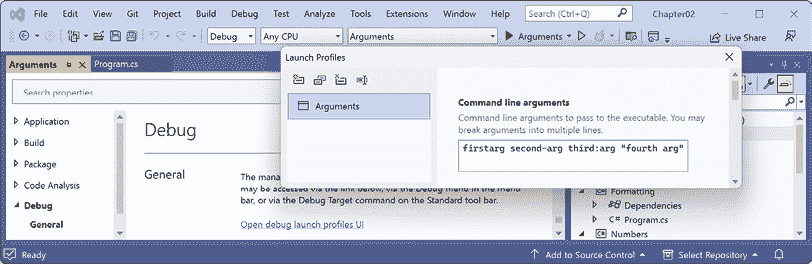 File Edit View Git Project Build Debug Test Analyze Tools Extensions Window Help Search (Ctrl+Q) Chapter02
Debug Any CPU Arguments Arguments Live Share
Arguments Program.cs
Launch Profiles
Search properties
Arguments
Command line arguments
Command line arguments to pass to the executable. You may
break arguments into multiple lines.
firstarg second-arg third:arg "fourth arg"
Application
Build
Package
Code Analysis
Debug
General
Debug
General
The mana
may be accessed via the link below, via the Debug menu in the menu
bar, or via the Debug Target command on the Standard tool bar.
Open debug launch profiles UI
Formatting
Dependencies
C# Program.cs
Numbers
Ready Add to Source Control Select Repository